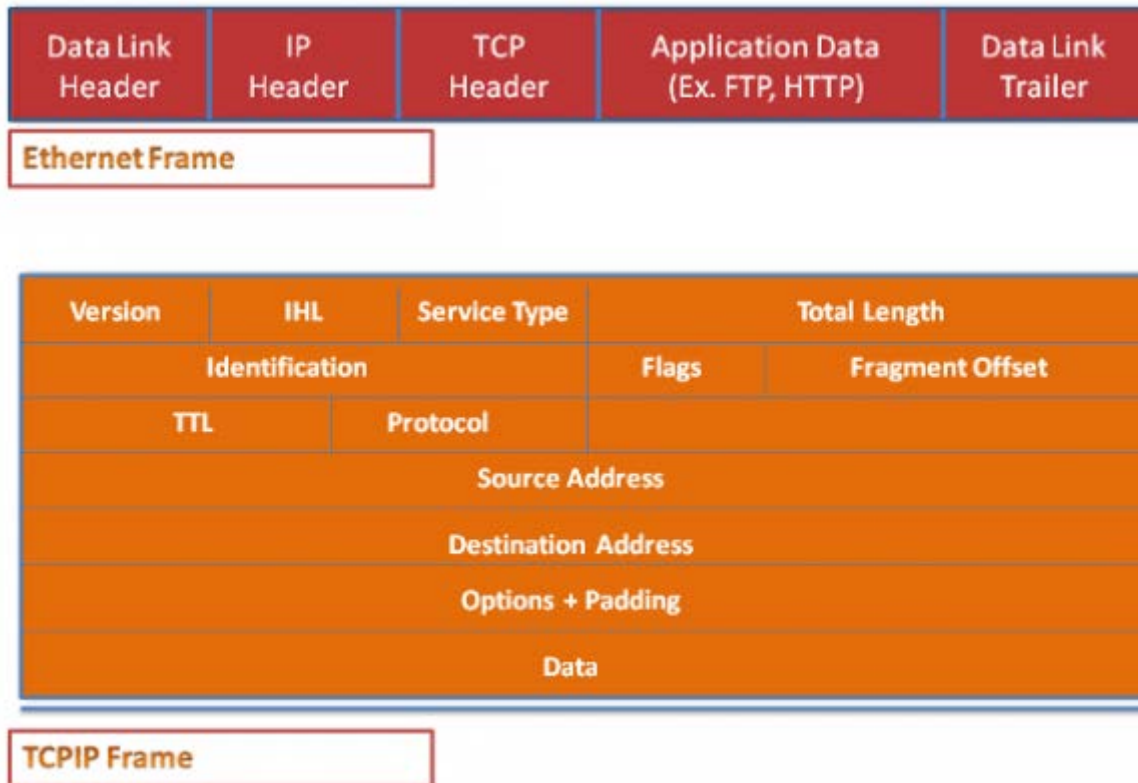 Data Link Header
IP Header
TCP Header
Application Data (Ex. FTP, HTTP)
Data Link Trailer
Ethernet Frame
Version IHL Service Type Total Length
Identification Flags Fragment Offset
TTL Protocol
Source Address
Destination Address
Options + Padding
Data
TCPIP Frame